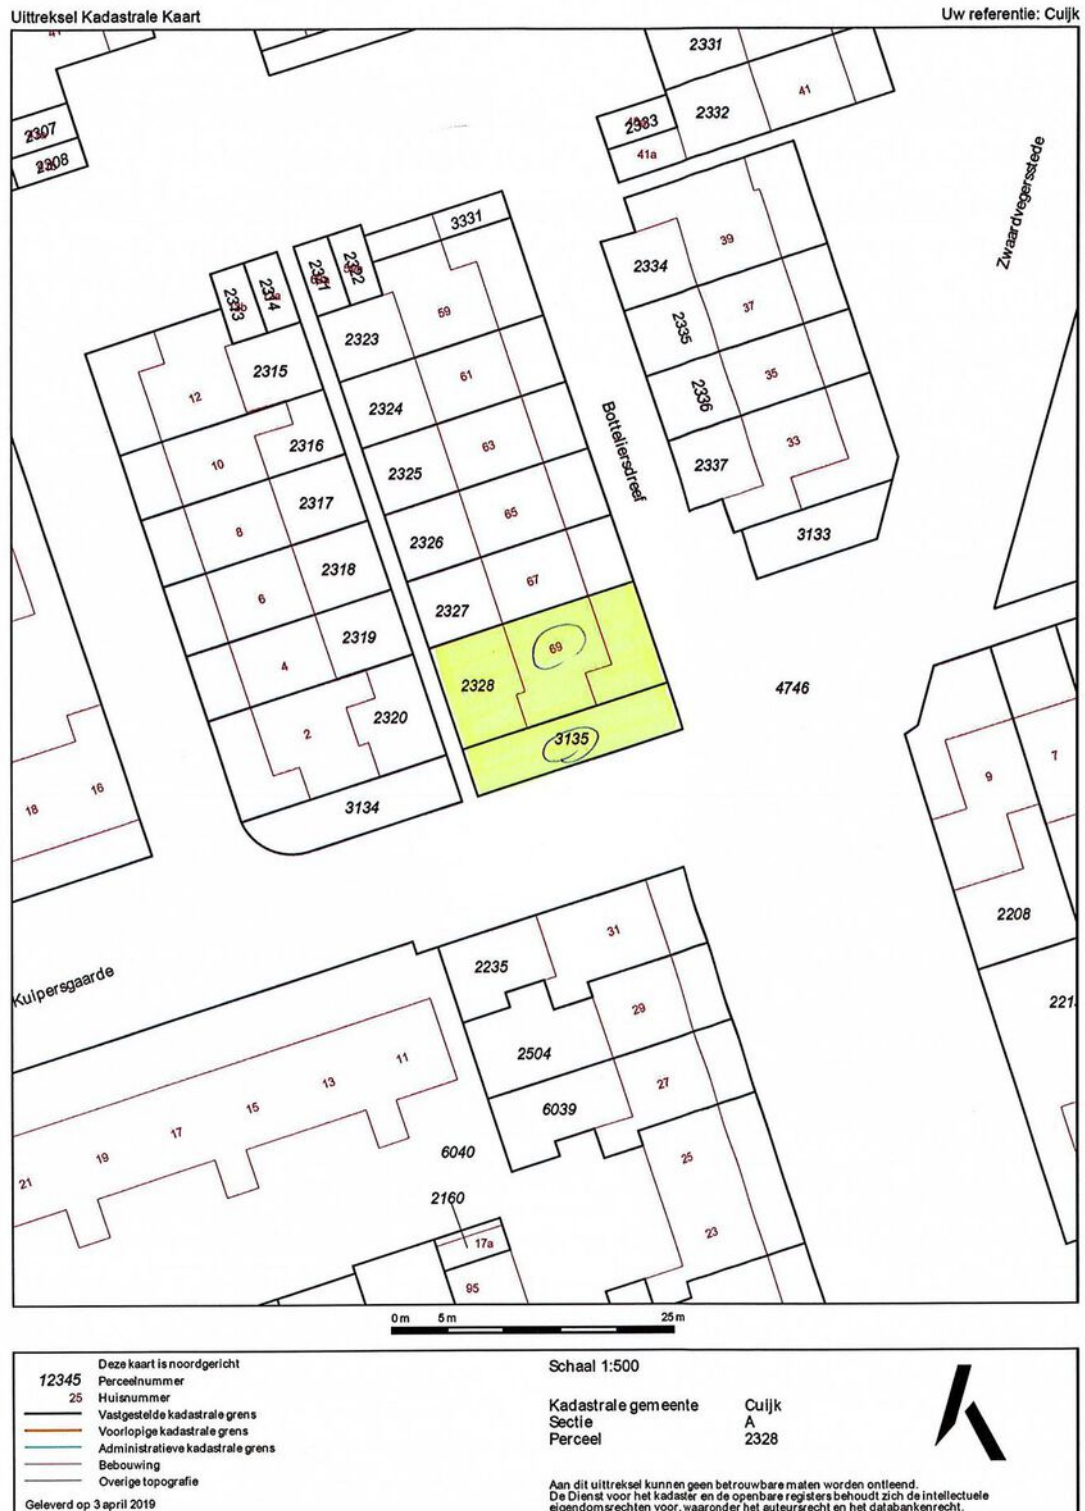 Uittreksel Kadastrale Kaart
Uw referentie: Cuijk
2331
41
2332
2333
41a
2307
2308
Zwaardvegersstede
3331
2334
39
2321
2322
2313
2314
59
37
2323
2335
2315
61
35
12
2324
2336
Botteliersdreef
33
63
2316
10
2325
2337
2317
65
8
2326
3133
2318
67
6
2327
2319
69
4
2328
4746
2320
2
3135
7
9
16
18
3134
2208
31
2235
Kuipersgaarde
221
29
2504
11
13
27
15
6039
17
6040
19
25
21
2160
23
17a
95
0 m 5 m 25 m
Deze kaart is noordgericht
12345 Perceelnummer
25 Huisnummer
Vastgestelde kadastrale grens
Voorlopige kadastrale grens
Administratieve kadastrale grens
Bebouwing
Overige topografie
Geleverd op 3 april 2019
Schaal 1:500
Kadastrale gemeente Cuijk
Sectie A
Perceel 2328
Aan dit uittreksel kunnen geen betrouwbare maten worden ontleend.
De Dienst voor het kadaster en de openbare registers behoudt zich de intellectuele
eigendomsrechten voor, waaronder het auteursrecht en het databankenrecht.